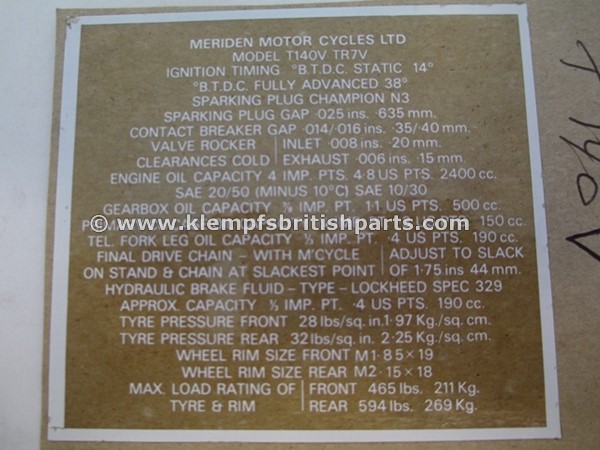 MERIDEN MOTOR CYCLES LTD
MODEL T140V TR7V
IGNITION TIMING °B.T.D.C. STATIC 14°
°B.T.D.C. FULLY ADVANCED 38°
SPARKING PLUG CHAMPION N3
SPARKING PLUG GAP ·025 ins. ·635 mm.
CONTACT BREAKER GAP ·014/·016 ins. ·35/·40 mm.
VALVE ROCKER INLET ·008 ins. ·20 mm.
CLEARANCES COLD EXHAUST ·006 ins. ·15 mm.
ENGINE OIL CAPACITY 4 IMP. PTS. 4·8 US PTS. 2400 cc.
SAE 20/50 (MINUS 10°C) SAE 10/30
GEARBOX OIL CAPACITY ⅞ IMP. PT. 1·1 US PTS. 500 cc.
© www.klempfsbritishparts.com
US PTS. 150 cc.
TEL. FORK LEG OIL CAPACITY ⅓ IMP. PT. ·4 US PTS. 190 cc.
FINAL DRIVE CHAIN - WITH M'CYCLE ADJUST TO SLACK
ON STAND & CHAIN AT SLACKEST POINT OF 1·75 ins 44 mm.
HYDRAULIC BRAKE FLUID - TYPE - LOCKHEED SPEC 329
APPROX. CAPACITY ⅓ IMP. PT. ·4 US PTS. 190 cc.
TYRE PRESSURE FRONT 28 lbs/sq. in. 1·97 Kg./sq. cm.
TYRE PRESSURE REAR 32 lbs/sq. in. 2·25 Kg./sq. cm.
WHEEL RIM SIZE FRONT M1·85 × 19
WHEEL RIM SIZE REAR M2·15 × 18
MAX. LOAD RATING OF FRONT 465 lbs. 211 Kg.
TYRE & RIM REAR 594 lbs. 269 Kg.
T 140 V